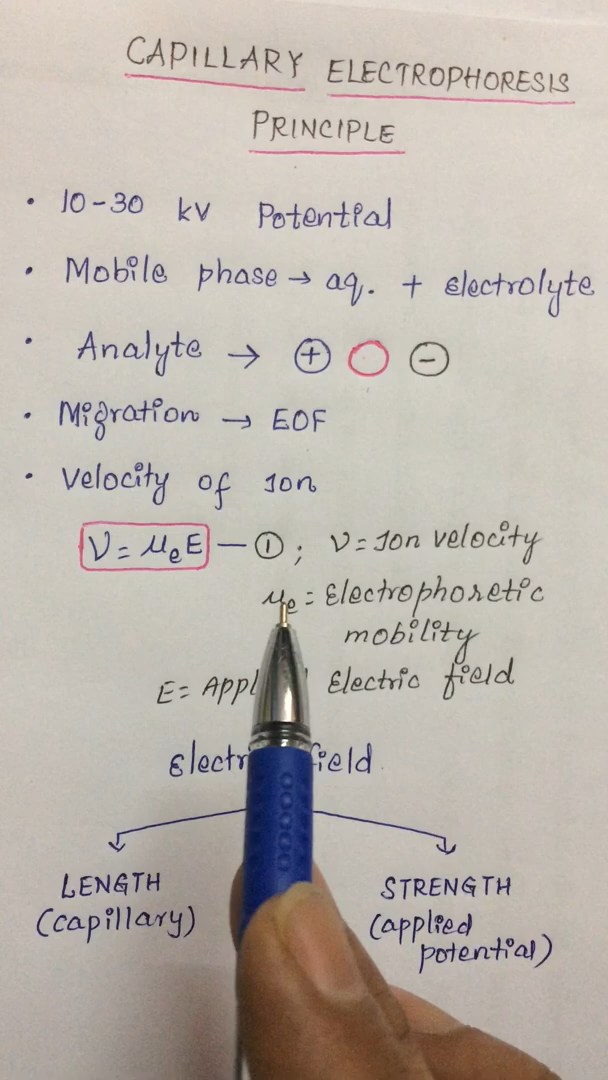 CAPILLARY ELECTROPHORESIS
PRINCIPLE
• 10-30 kV Potential
• Mobile phase → aq. + Electrolyte
• Analyte → ⊕ ○ ⊖
• Migration → EOF
• Velocity of Ion
V = μeE — ①; V = Ion velocity
μe = Electrophoretic
mobility
E = Electric field
LENGTH
(capillary)
STRENGTH
(applied
potential)